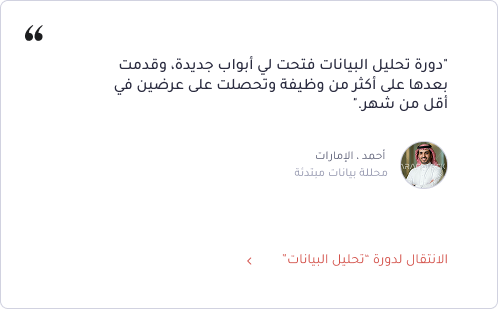 "دورة تحليل البيانات فتحت لي أبواب جديدة، وقدمت
بعدها على أكثر من وظيفة وتحصلت على عرضين في
أقل من شهر."
أحمد ، الإمارات
محللة بيانات مبتدئة
الانتقال لدورة “تحليل البيانات”